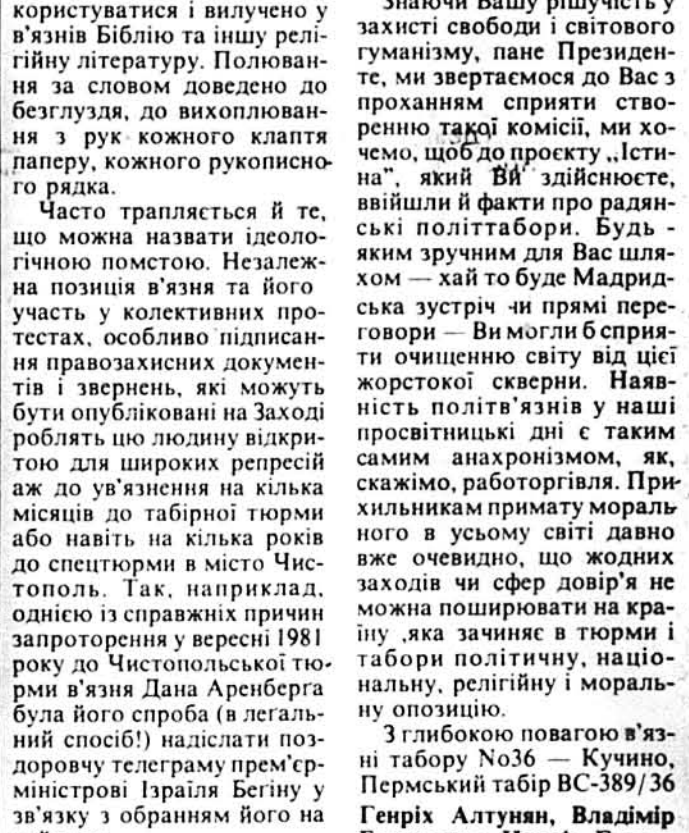 користуватися і вилучено у
в'язнів Біблію та іншу релі-
гійну літературу. Полюван-
ня за словом доведено до
безглуздя, до вихоплюван-
ня з рук кожного клаптя
паперу, кожного рукописно-
го рядка.
Часто трапляється й те,
що можна назвати ідеоло-
гічною помстою. Незалеж-
на позиція в'язня та його
участь у колективних про-
тестах, особливо підписан-
ня правозахисних докумен-
тів і звернень, які можуть
бути опубліковані на Заході
роблять цю людину відкри-
тою для широких репресій
аж до ув'язнення на кілька
місяців до табірної тюрми
або навіть на кілька років
до спецтюрми в місто Чис-
тополь. Так, наприклад,
однією із справжніх причин
запроторення у вересні 1981
року до Чистопольської тю-
рми в'язня Дана Аренберґа
була його спроба (в леґаль-
ний спосіб!) надіслати поз-
доровчу телеграму прем'єр-
міністрові Ізраїля Беґіну у
зв'язку з обранням його на
Знаючи Вашу рішучість у
захисті свободи і світового
гуманізму, пане Президен-
те, ми звертаємося до Вас з
проханням сприяти ство-
ренню такої комісії, ми хо-
чемо, щоб до проєкту „Істи-
на", який Ви здійснюєте,
ввійшли й факти про радян-
ські політтабори. Будь -
яким зручним для Вас шля-
хом — хай то буде Мадрид-
ська зустріч чи прямі пере-
говори — Ви могли б сприя-
ти очищенню світу від цієї
жорстокої скверни. Наяв-
ність політв'язнів у наші
просвітницькі дні є таким
самим анахронізмом, як,
скажімо, работоргівля. При-
хильникам примату мораль-
ного в усьому світі давно
вже очевидно, що жодних
заходів чи сфер довір'я не
можна поширювати на кра-
їну ,яка зачиняє в тюрми і
табори політичну, націо-
нальну, релігійну і мораль-
ну опозицію.
З глибокою повагою в'яз-
ні табору No36 — Кучино,
Пермський табір ВС-389/36
Генріх Алтунян, Владімір